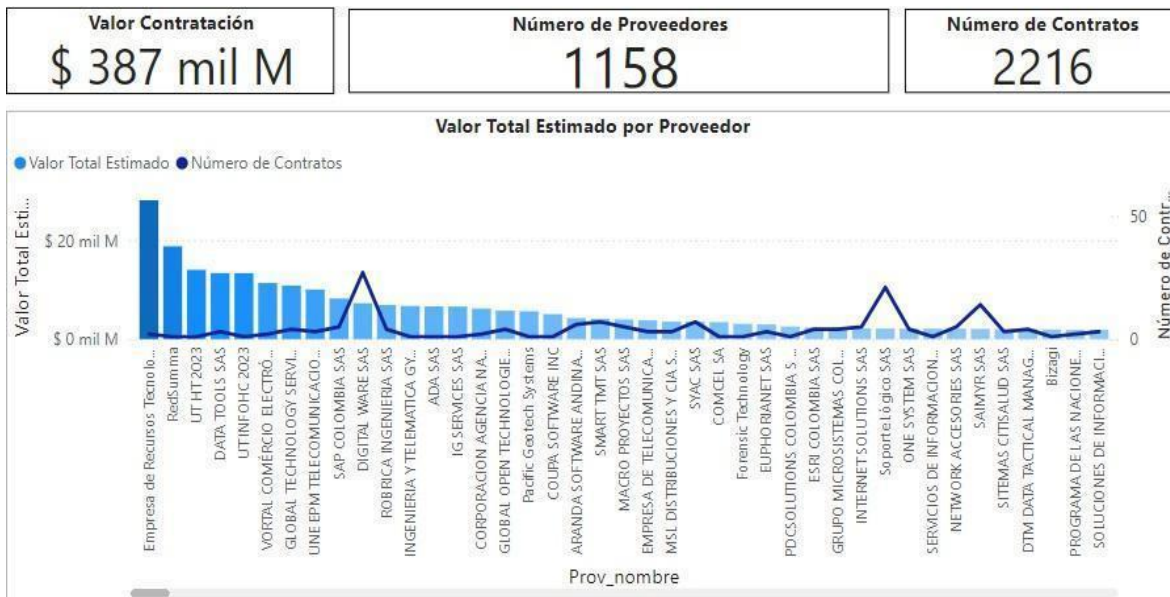 Valor Contratación
$ 387 mil M
Número de Proveedores
1158
Número de Contratos
2216
Valor Total Estimado por Proveedor
Valor Total Estimado
Número de Contratos
Valor Total Esti...
$ 20 mil M
$ 0 mil M
50
0
Número de Contr...
Empresa de Recursos Tecnolo...
RedSumma
UT HT 2023
DATA TOOLS SAS
UT INFOHC 2023
VORTAL COMERCIO ELECTRÓ...
GLOBAL TECHNOLOGY SERVI...
UNE EPM TELECOMUNICACIO...
SAP COLOMBIA SAS
DIGITAL WARE SAS
ROBRICA INGENIERIA SAS
INGENIERIA Y TELEMATICA GY...
ADA SAS
IG SERVICES SAS
CORPORACION AGENCIA NA...
GLOBAL OPEN TECHNOLOGIE...
Pacific Geotech Systems
COUPA SOFTWARE INC
ARANDA SOFTWARE ANDINA...
SMART TMT SAS
MACRO PROYECTOS SAS
EMPRESA DE TELECOMUNICA...
MSL DISTRIBUCIONES Y CIA S...
SYAC SAS
COMCEL SA
Forensic Technology
EUPHORIANET SAS
PDCSOLUTIONS COLOMBIA S...
ESRI COLOMBIA SAS
GRUPO MICROSISTEMAS COL...
INTERNET SOLUTIONS SAS
Soporte Lógico SAS
ONE SYSTEM SAS
SERVICIOS DE INFORMACION...
NETWORK ACCESORIES SAS
SAIMYR SAS
SITEMAS CITISALUD SAS
DTM DATA TACTICAL MANAG...
Bizagi
PROGRAMA DE LAS NACIONE...
SOLUCIONES DE INFORMACI...
Prov_nombre